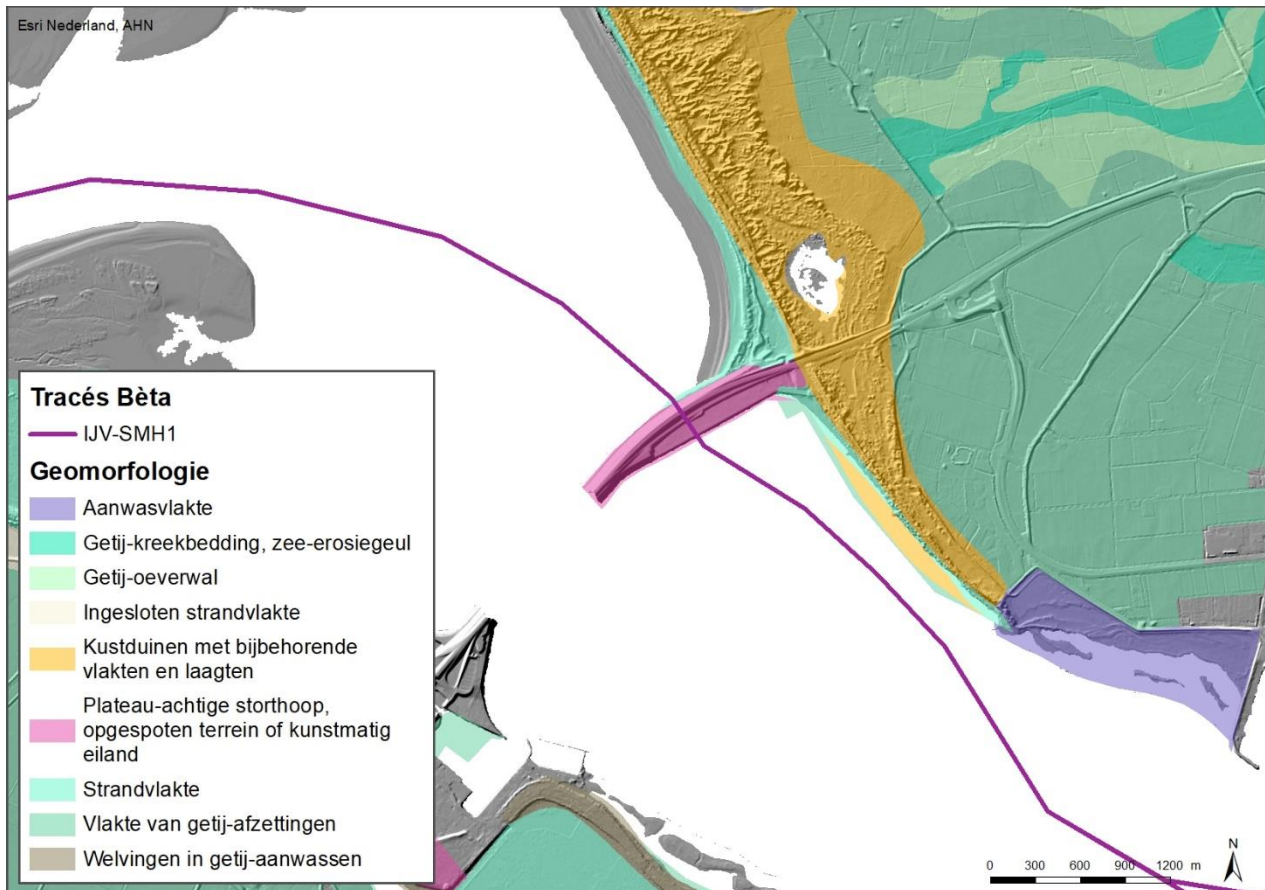 Esri Nederland, AHN
Tracés Bèta
IJV-SMH1
Geomorfologie
Aanwasvlakte
Getij-kreekbedding, zee-erosiegeul
Getij-oeverwal
Ingesloten strandvlakte
Kustduinen met bijbehorende
vlakten en laagten
Plateau-achtige storthoop,
opgespoten terrein of kunstmatig
eiland
Strandvlakte
Vlakte van getij-afzettingen
Welvingen in getij-aanwassen
N
0 300 600 900 1200 m